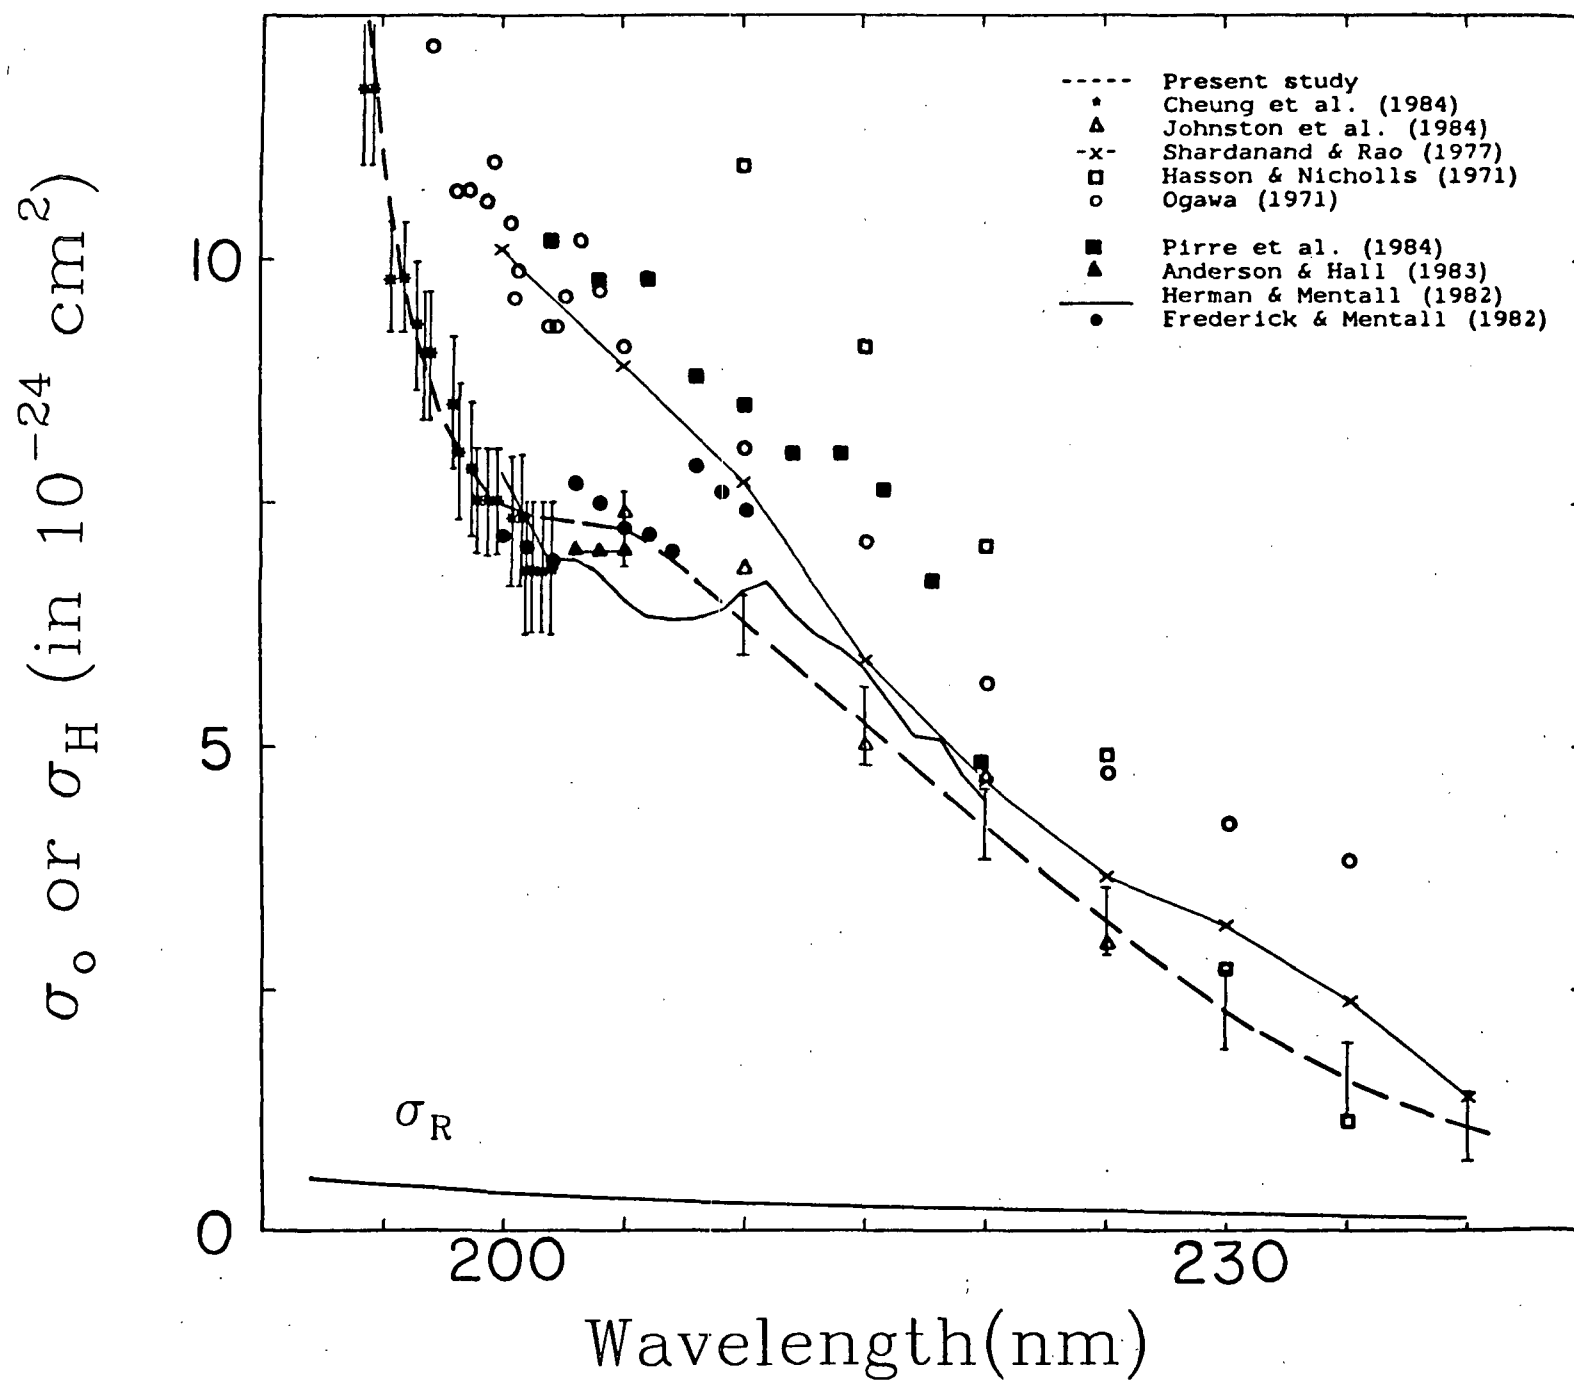 Present study
Cheung et al. (1984)
Johnston et al. (1984)
-x- Shardanand & Rao (1977)
Hasson & Nicholls (1971)
Ogawa (1971)
Pirre et al. (1984)
Anderson & Hall (1983)
Herman & Mentall (1982)
Frederick & Mentall (1982)
σo or σH (in 10−24 cm2)
10
5
0
σR
200
230
Wavelength(nm)